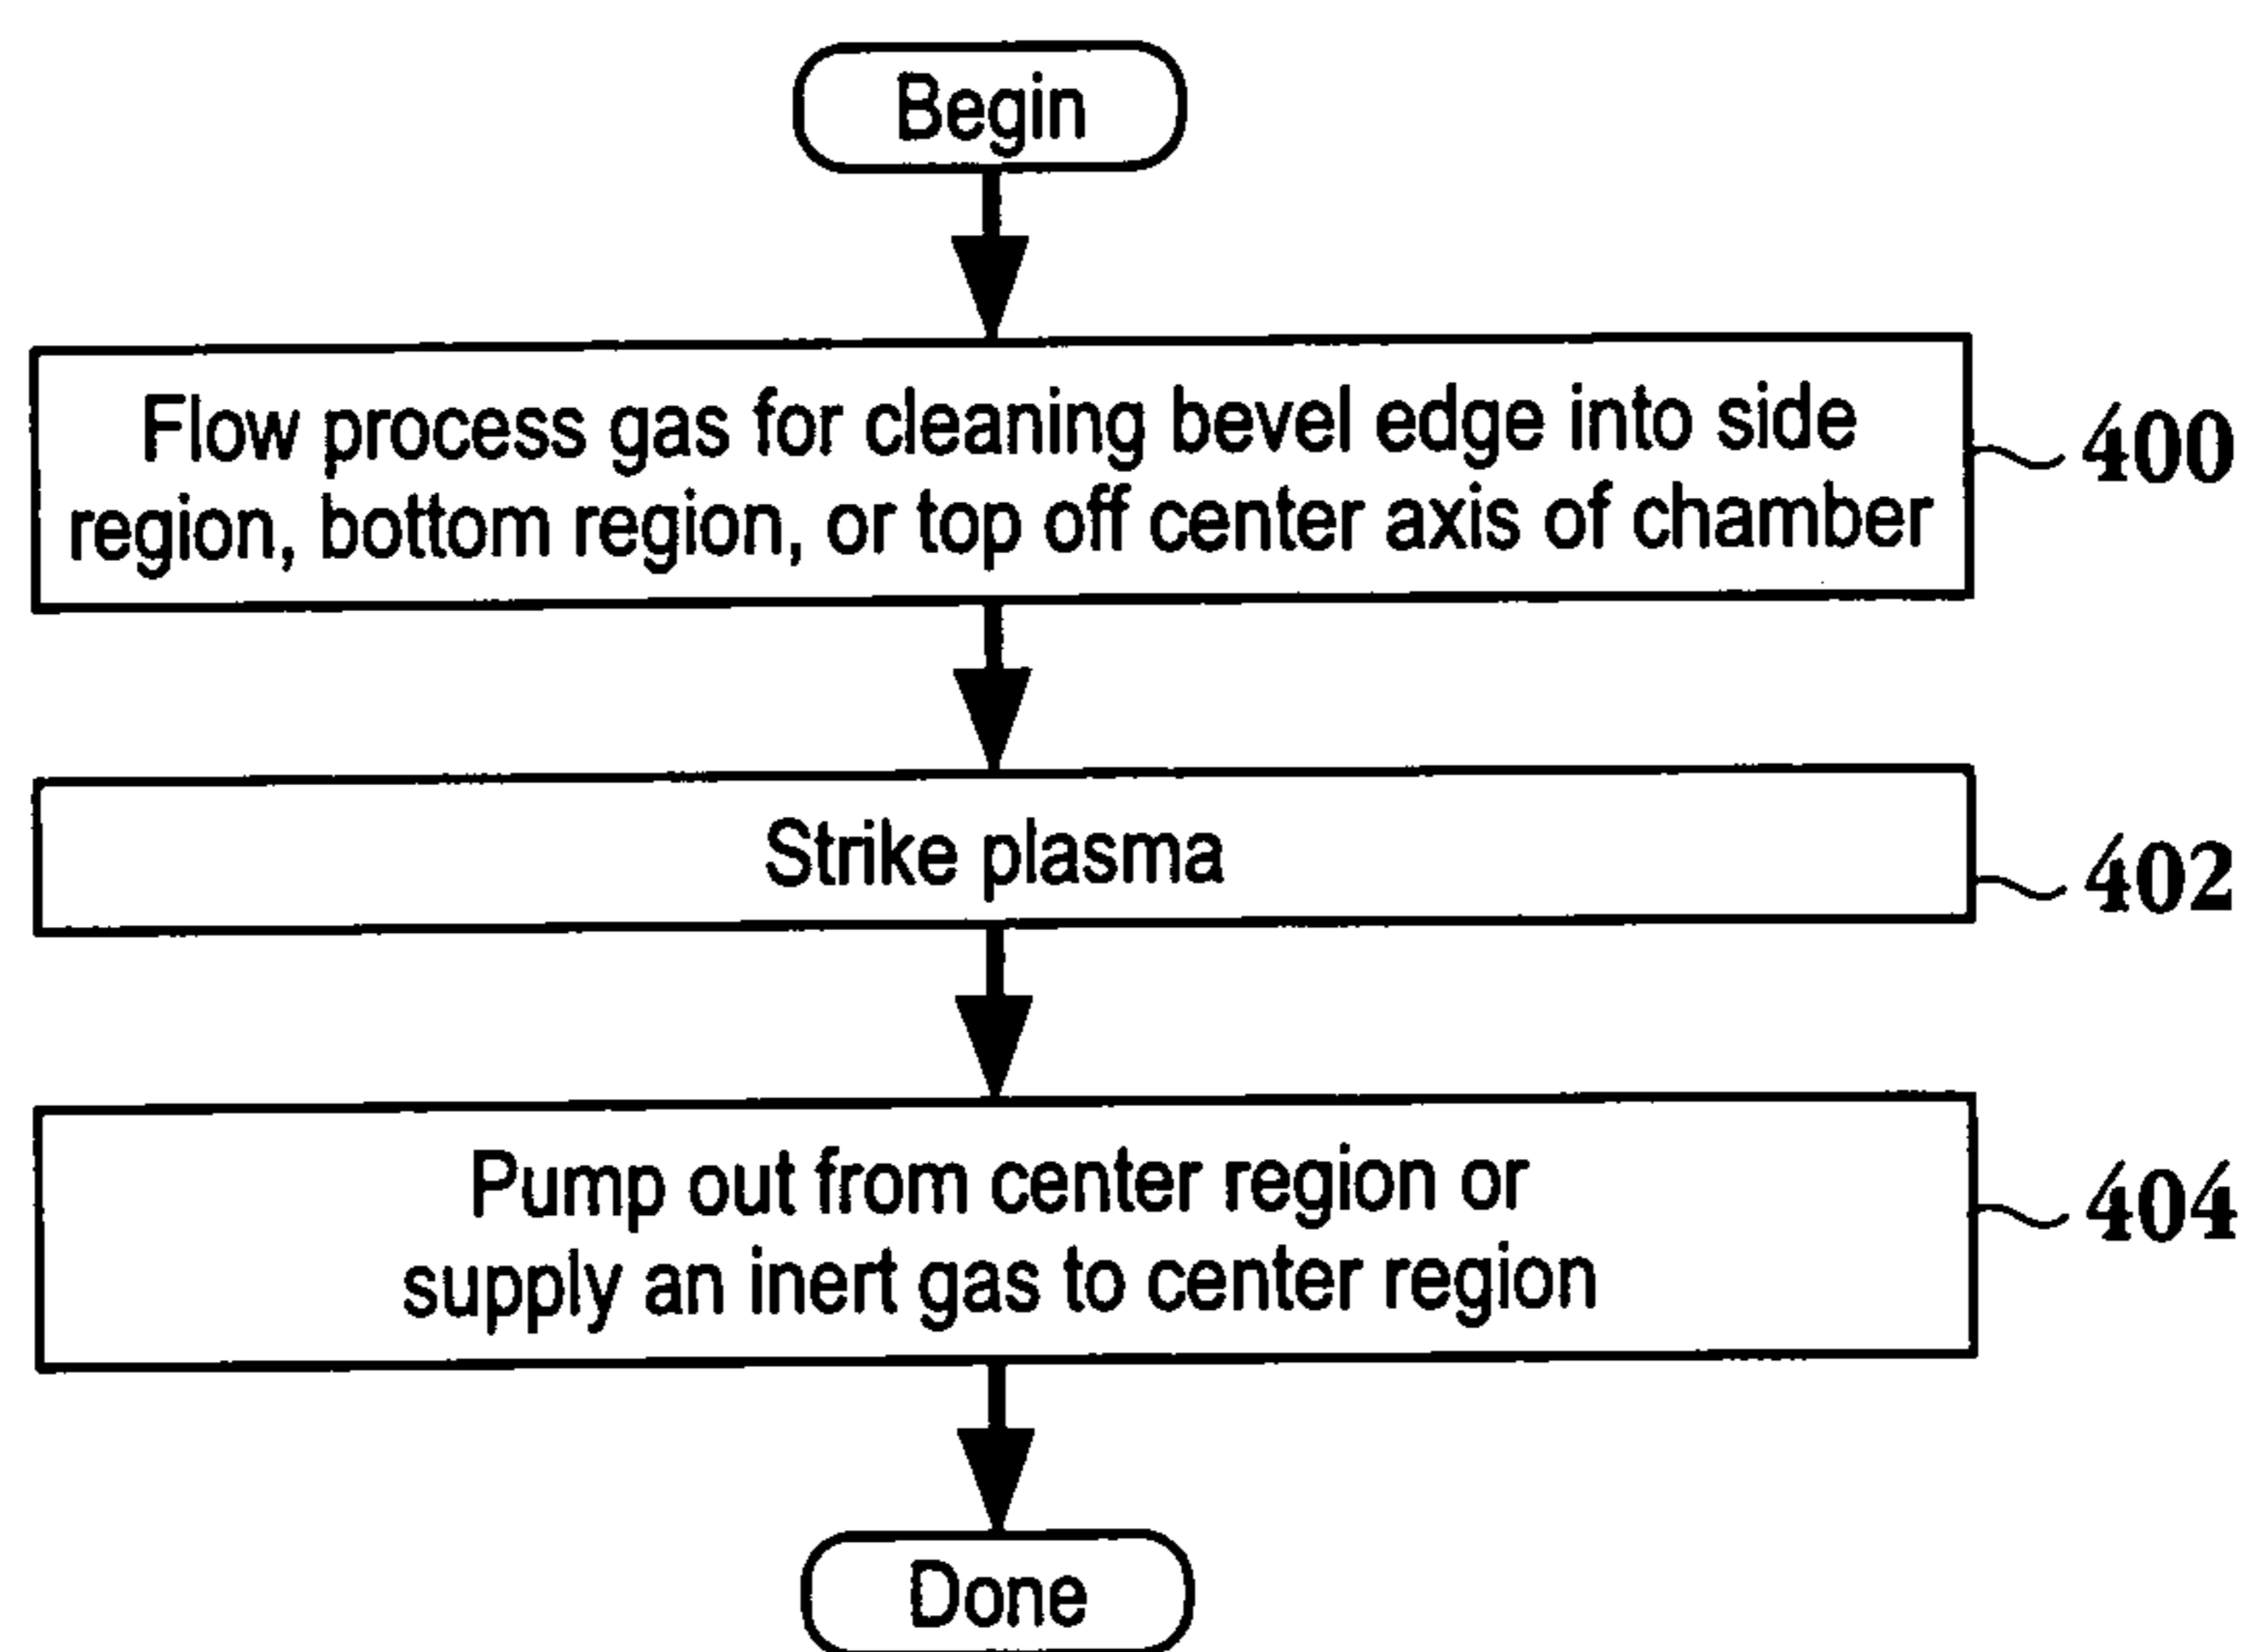 Begin
Flow process gas for cleaning bevel edge into side
region, bottom region, or top off center axis of chamber
400
Strike plasma
402
Pump out from center region or
supply an inert gas to center region
404
Done